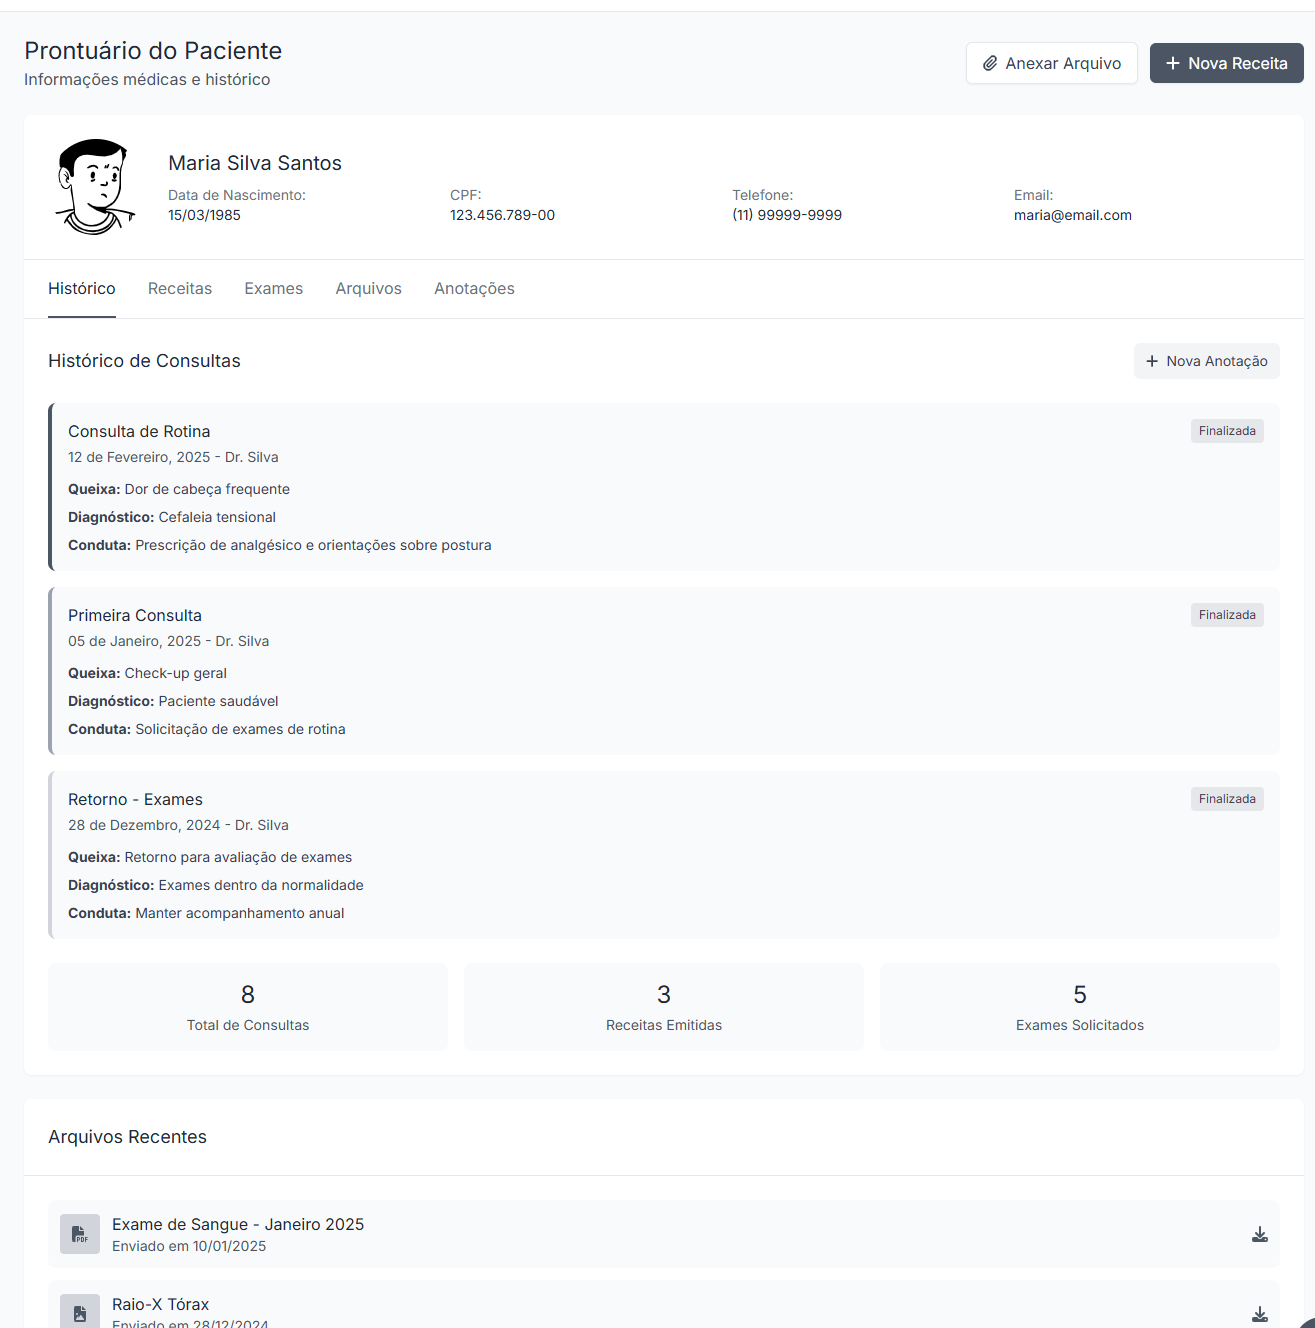 Prontuário do Paciente
Informações médicas e histórico
Anexar Arquivo
Nova Receita
Maria Silva Santos
Data de Nascimento:
15/03/1985
CPF:
123.456.789-00
Telefone:
(11) 99999-9999
Email:
maria@email.com
Histórico
Receitas
Exames
Arquivos
Anotações
Histórico de Consultas
Nova Anotação
Consulta de Rotina
Finalizada
12 de Fevereiro, 2025 - Dr. Silva
Queixa: Dor de cabeça frequente
Diagnóstico: Cefaleia tensional
Conduta: Prescrição de analgésico e orientações sobre postura
Primeira Consulta
Finalizada
05 de Janeiro, 2025 - Dr. Silva
Queixa: Check-up geral
Diagnóstico: Paciente saudável
Conduta: Solicitação de exames de rotina
Retorno - Exames
Finalizada
28 de Dezembro, 2024 - Dr. Silva
Queixa: Retorno para avaliação de exames
Diagnóstico: Exames dentro da normalidade
Conduta: Manter acompanhamento anual
8
Total de Consultas
3
Receitas Emitidas
5
Exames Solicitados
Arquivos Recentes
PDF
Exame de Sangue - Janeiro 2025
Enviado em 10/01/2025
Raio-X Tórax
Enviado em 28/12/2024